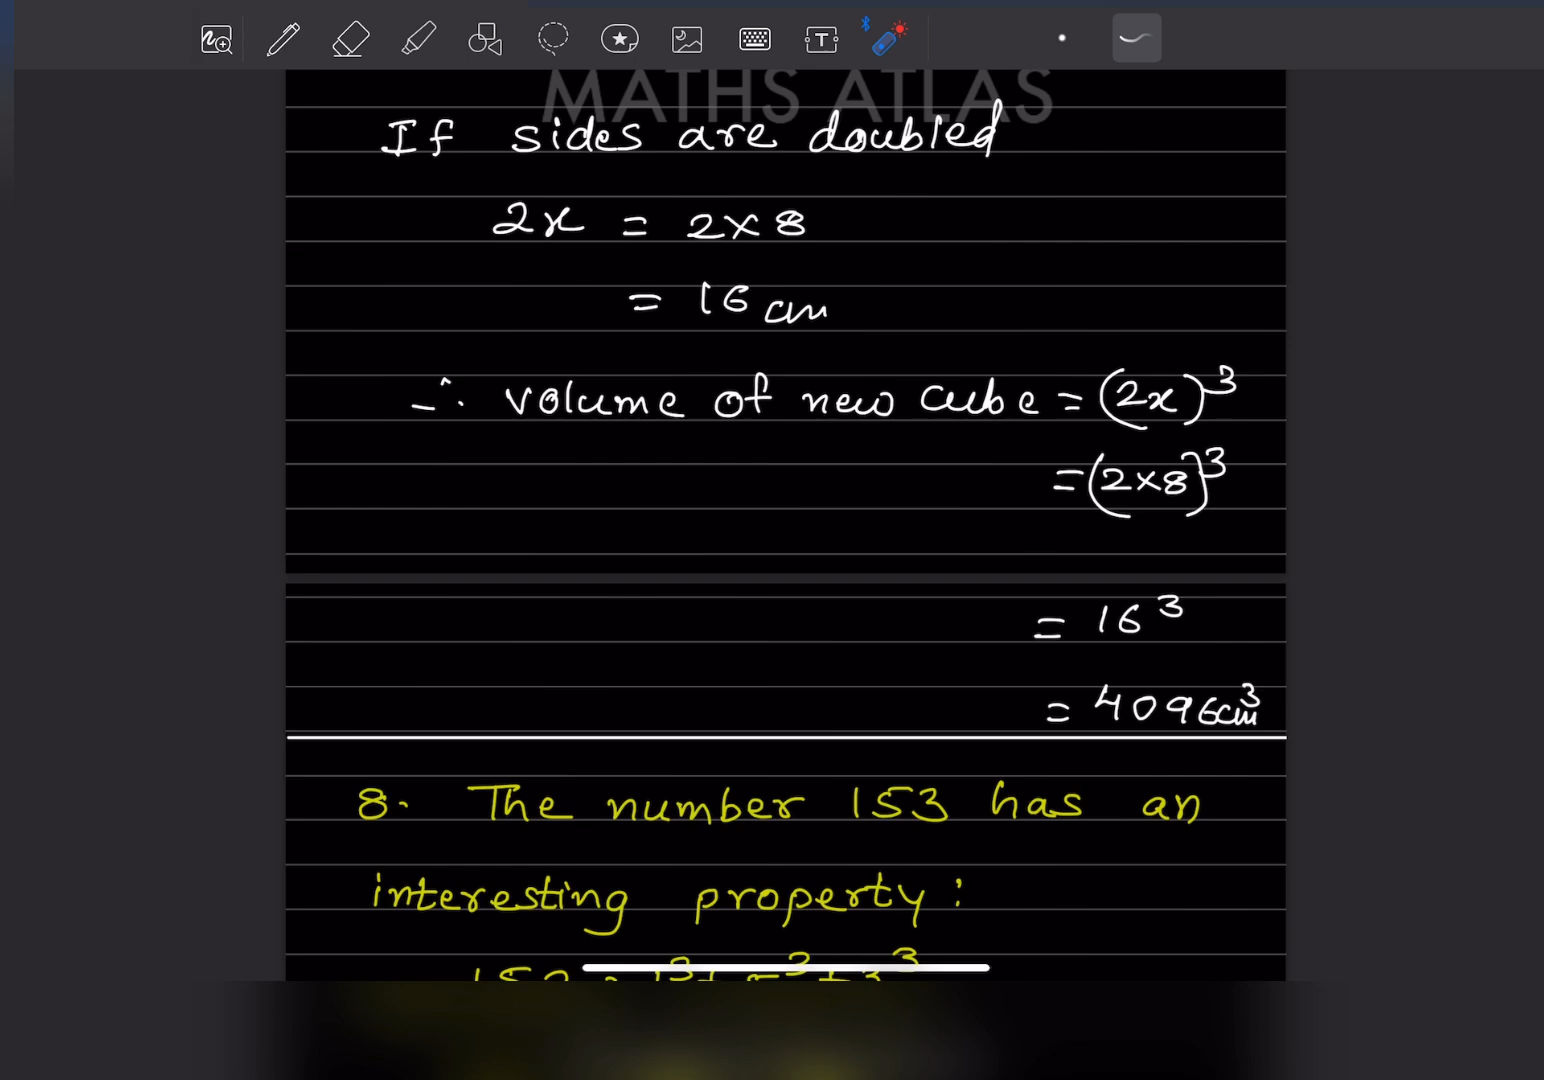 MATHS ATLAS
If sides are doubled
2x = 2×8
= 16 cm
∴ volume of new cube = (2x)³
= (2×8)³
= 16³
= 4096cm³
8. The number 153 has an
interesting property: